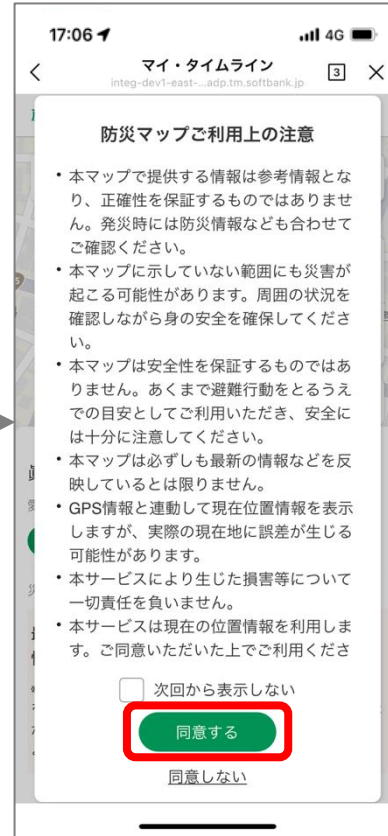 17:06
4G
マイ・タイムライン
integ-dev1-east-...adp.tm.softbank.jp
3
防災マップご利用上の注意
・本マップで提供する情報は参考情報とな
り、正確性を保証するものではありませ
ん。発災時には防災情報なども合わせて
ご確認ください。
・本マップに示していない範囲にも災害が
起こる可能性があります。周囲の状況を
確認しながら身の安全を確保してくださ
い。
・本マップは安全性を保証するものではあ
りません。あくまで避難行動をとるうえ
での目安としてご利用いただき、安全に
は十分に注意してください。
・本マップは必ずしも最新の情報などを反
映しているとは限りません。
・GPS情報と連動して現在位置情報を表示
しますが、実際の現在地に誤差が生じる
可能性があります。
・本サービスにより生じた損害等について
一切責任を負いません。
・本サービスは現在の位置情報を利用しま
す。ご同意いただいた上でご利用くださ
次回から表示しない
同意する
同意しない